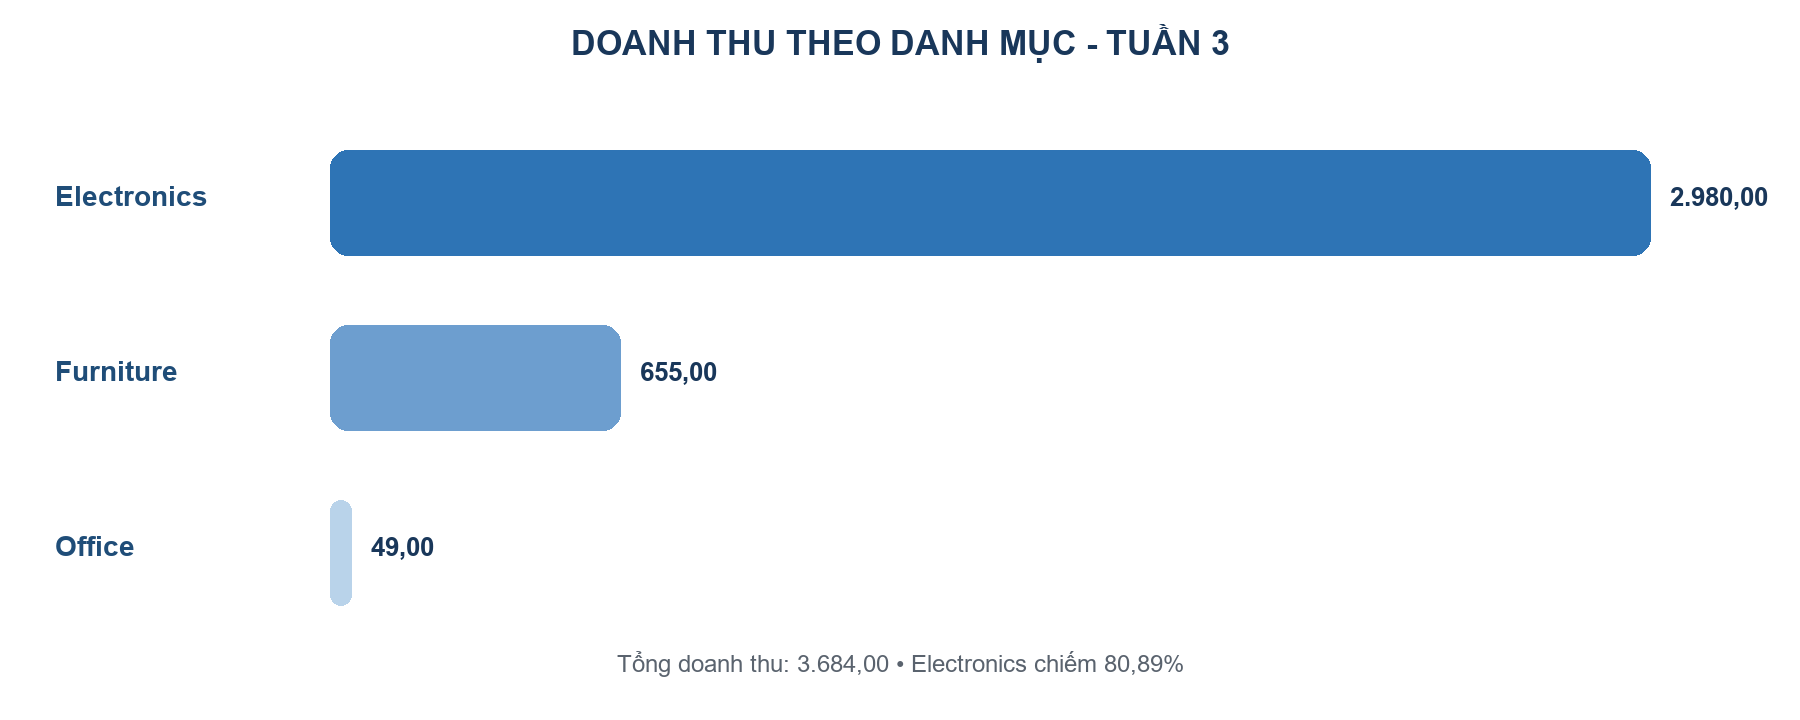 DOANH THU THEO DANH MỤC - TUẦN 3
Electronics 2.980,00
Furniture 655,00
Office 49,00
Tổng doanh thu: 3.684,00 • Electronics chiếm 80,89%